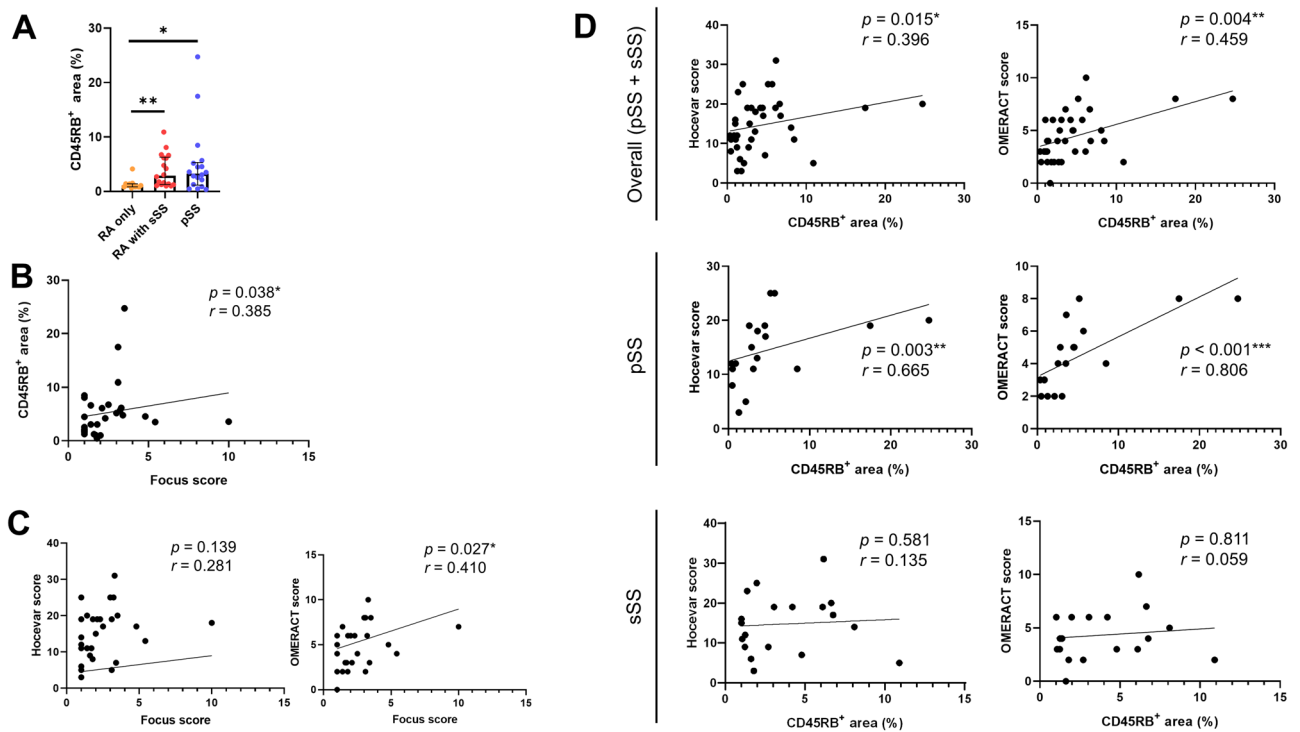 A
CD45RB+ area (%)
30
20
10
0
*
**
RA only
RA with sSS
pSS
B
CD45RB+ area (%)
30
20
10
0
p = 0.038*
r = 0.385
0
5
10
15
Focus score
C
Hocevar score
40
30
20
10
0
p = 0.139
r = 0.281
0
5
10
15
Focus score
OMERACT score
15
10
5
0
p = 0.027*
r = 0.410
0
5
10
15
Focus score
D
Overall (pSS + sSS)
Hocevar score
40
30
20
10
0
p = 0.015*
r = 0.396
0
10
20
30
CD45RB+ area (%)
OMERACT score
15
10
5
0
p = 0.004**
r = 0.459
0
10
20
30
CD45RB+ area (%)
pSS
Hocevar score
30
20
10
0
p = 0.003**
r = 0.665
0
10
20
30
CD45RB+ area (%)
OMERACT score
10
8
6
4
2
0
p < 0.001***
r = 0.806
0
10
20
30
CD45RB+ area (%)
sSS
Hocevar score
40
30
20
10
0
p = 0.581
r = 0.135
0
5
10
15
CD45RB+ area (%)
OMERACT score
15
10
5
0
p = 0.811
r = 0.059
0
5
10
15
CD45RB+ area (%)